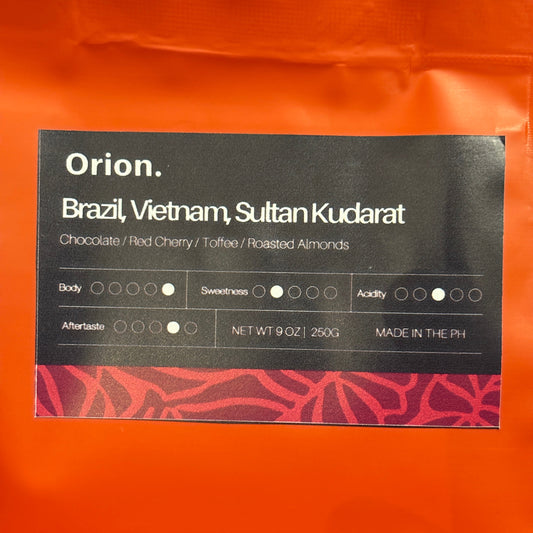 Orion.
Brazil, Vietnam, Sultan Kudarat
Chocolate / Red Cherry / Toffee / Roasted Almonds
Body Sweetness Acidity
Aftertaste NET WT 9 OZ | 250G MADE IN THE PH